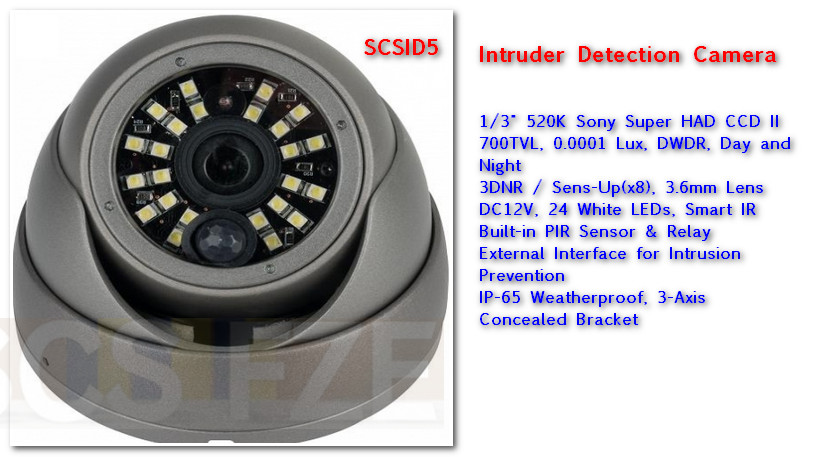 SCSID5
Intruder Detection Camera
1/3" 520K Sony Super HAD CCD II
700TVL, 0.0001 Lux, DWDR, Day and
Night
3DNR / Sens-Up(x8), 3.6mm Lens
DC12V, 24 White LEDs, Smart IR
Built-in PIR Sensor & Relay
External Interface for Intrusion
Prevention
IP-65 Weatherproof, 3-Axis
Concealed Bracket
SCS FZE